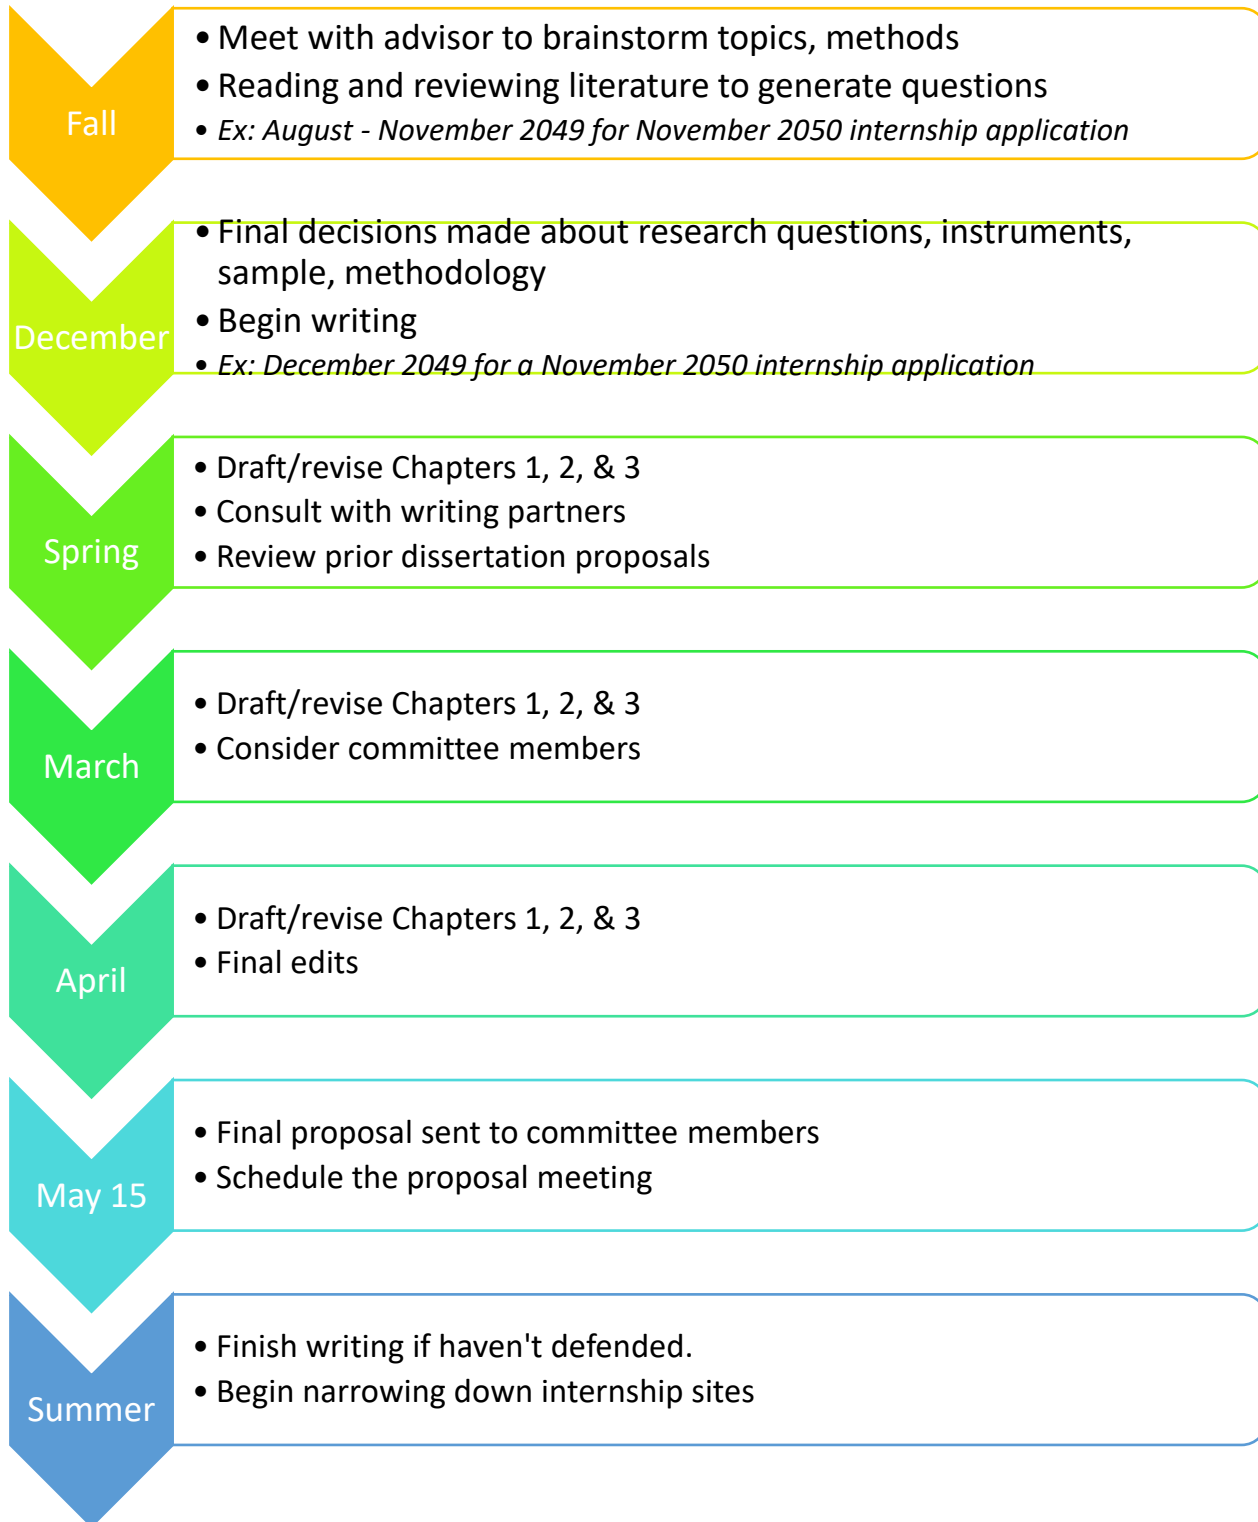 Fall
• Meet with advisor to brainstorm topics, methods
• Reading and reviewing literature to generate questions
• Ex: August - November 2049 for November 2050 internship application
December
• Final decisions made about research questions, instruments,
sample, methodology
• Begin writing
• Ex: December 2049 for a November 2050 internship application
Spring
• Draft/revise Chapters 1, 2, & 3
• Consult with writing partners
• Review prior dissertation proposals
March
• Draft/revise Chapters 1, 2, & 3
• Consider committee members
April
• Draft/revise Chapters 1, 2, & 3
• Final edits
May 15
• Final proposal sent to committee members
• Schedule the proposal meeting
Summer
• Finish writing if haven't defended.
• Begin narrowing down internship sites